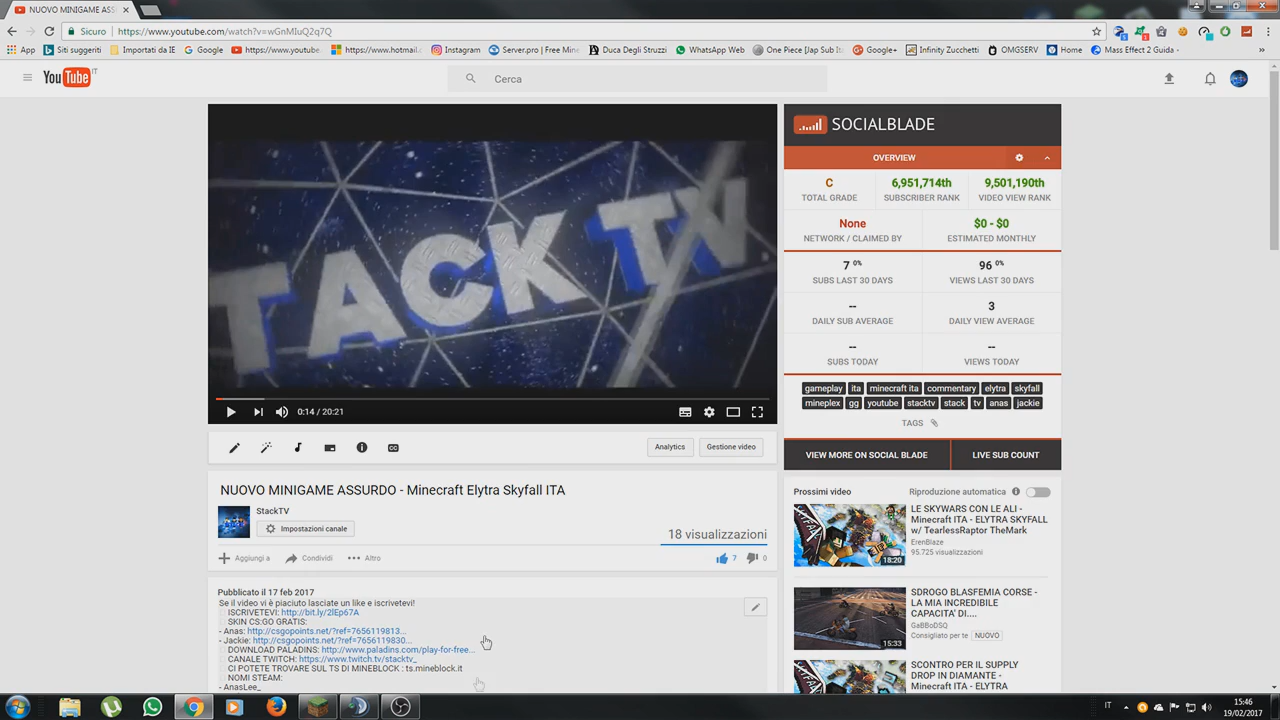 NUOVO MINIGAME ASSU
Sicuro
https://www.youtube.com/watch?v=wGnMIuQ2q7Q
App
Siti suggeriti
Importati da IE
Google
https://www.youtube.
https://www.hotmail.c
Instagram
Server.pro | Free Mine
Duca Degli Struzzi
WhatsApp Web
One Piece [Jap Sub It
Google+
Infinity Zucchetti
OMGSERV
Home
Mass Effect 2 Guida -
»
YouTube IT
Cerca
TACK TV
0:14 / 20:21
Analytics
Gestione video
NUOVO MINIGAME ASSURDO - Minecraft Elytra Skyfall ITA
StackTV
Impostazioni canale
18 visualizzazioni
Aggiungi a
Condividi
Altro
7
0
Pubblicato il 17 feb 2017
Se il video vi è piaciuto lasciate un like e iscrivetevi!
ISCRIVETEVI: http://bit.ly/2lEp67A
SKIN CS:GO GRATIS:
- Anas: http://csgopoints.net/?ref=7656119813...
- Jackie: http://csgopoints.net/?ref=7656119830...
DOWNLOAD PALADINS: http://www.paladins.com/play-for-free...
CANALE TWITCH: https://www.twitch.tv/stacktv_
CI POTETE TROVARE SUL TS DI MINEBLOCK : ts.mineblock.it
NOMI STEAM:
- AnasLee_
SOCIALBLADE
OVERVIEW
C
TOTAL GRADE
6,951,714th
SUBSCRIBER RANK
9,501,190th
VIDEO VIEW RANK
None
NETWORK / CLAIMED BY
$0 - $0
ESTIMATED MONTHLY
7 0%
SUBS LAST 30 DAYS
96 0%
VIEWS LAST 30 DAYS
--
DAILY SUB AVERAGE
3
DAILY VIEW AVERAGE
--
SUBS TODAY
--
VIEWS TODAY
gameplay ita minecraft ita commentary elytra skyfall
mineplex gg youtube stacktv stack tv anas jackie
TAGS
VIEW MORE ON SOCIAL BLADE
LIVE SUB COUNT
Prossimi video
Riproduzione automatica
LE SKYWARS CON LE ALI -
Minecraft ITA - ELYTRA SKYFALL
w/ TearlessRaptor TheMark
ErenBlaze
95.725 visualizzazioni
18:20
SDROGO BLASFEMIA CORSE -
LA MIA INCREDIBILE
CAPACITA' DI....
GaBBoDSQ
Consigliato per te NUOVO
15:33
SCONTRO PER IL SUPPLY
DROP IN DIAMANTE -
Minecraft ITA - ELYTRA
IT
15:46
19/02/2017